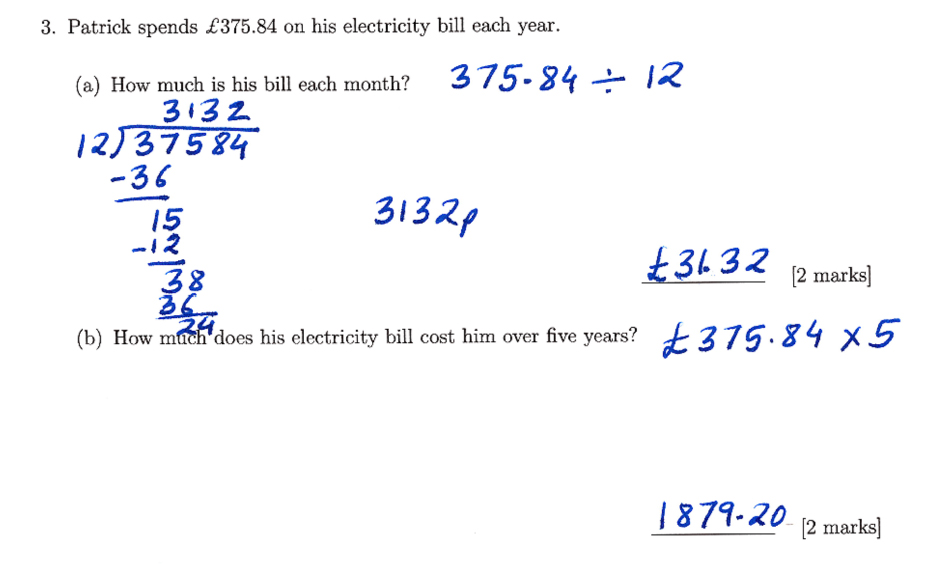 3. Patrick spends £375.84 on his electricity bill each year.
(a) How much is his bill each month? 375.84 ÷ 12
3132
12)37584
-36
15
-12
38
36
24
3132p
£31.32 [2 marks]
(b) How much does his electricity bill cost him over five years? £375.84 × 5
1879.20 [2 marks]